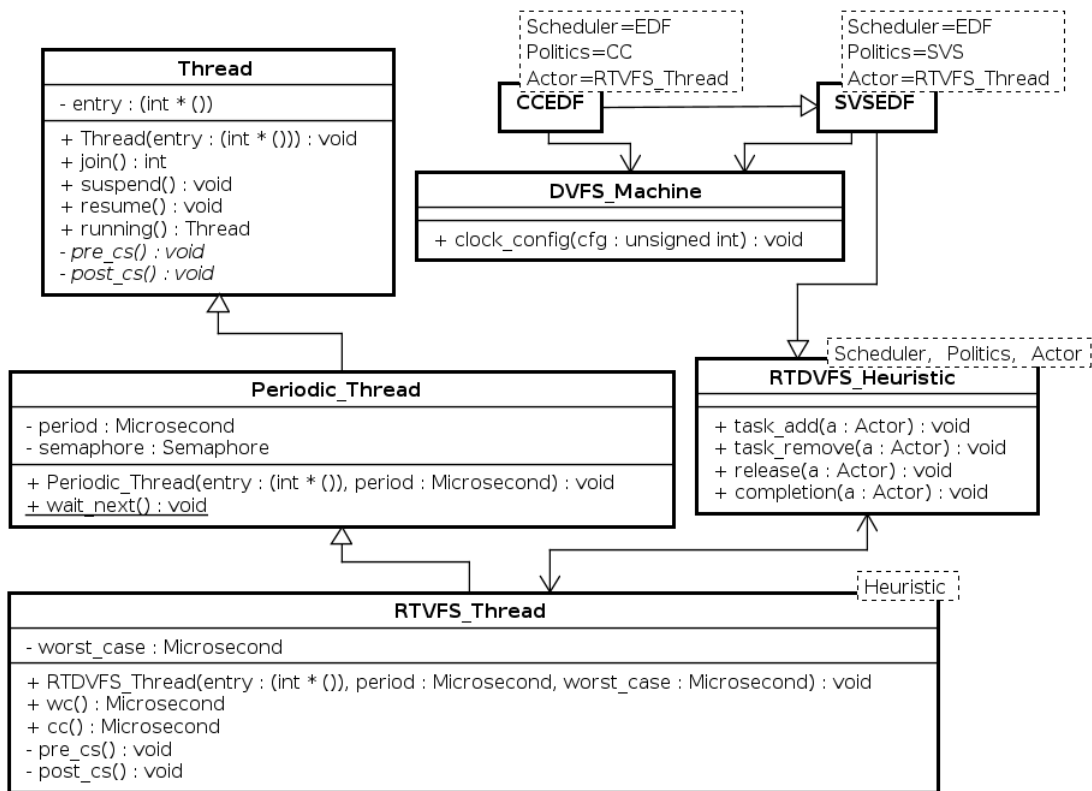 Scheduler=EDF
Politics=CC
Actor=RTVFS_Thread
Scheduler=EDF
Politics=SVS
Actor=RTVFS_Thread
Thread
- entry : (int * ())
+ Thread(entry : (int * ())) : void
+ join() : int
+ suspend() : void
+ resume() : void
+ running() : Thread
- pre_cs() : void
- post_cs() : void
CCEDF
SVSEDF
DVFS_Machine
+ clock_config(cfg : unsigned int) : void
Scheduler, Politics, Actor
RTDVFS_Heuristic
+ task_add(a : Actor) : void
+ task_remove(a : Actor) : void
+ release(a : Actor) : void
+ completion(a : Actor) : void
Periodic_Thread
- period : Microsecond
- semaphore : Semaphore
+ Periodic_Thread(entry : (int * ()), period : Microsecond) : void
+ wait_next() : void
Heuristic
RTVFS_Thread
- worst_case : Microsecond
+ RTDVFS_Thread(entry : (int * ()), period : Microsecond, worst_case : Microsecond) : void
+ wc() : Microsecond
+ cc() : Microsecond
- pre_cs() : void
- post_cs() : void